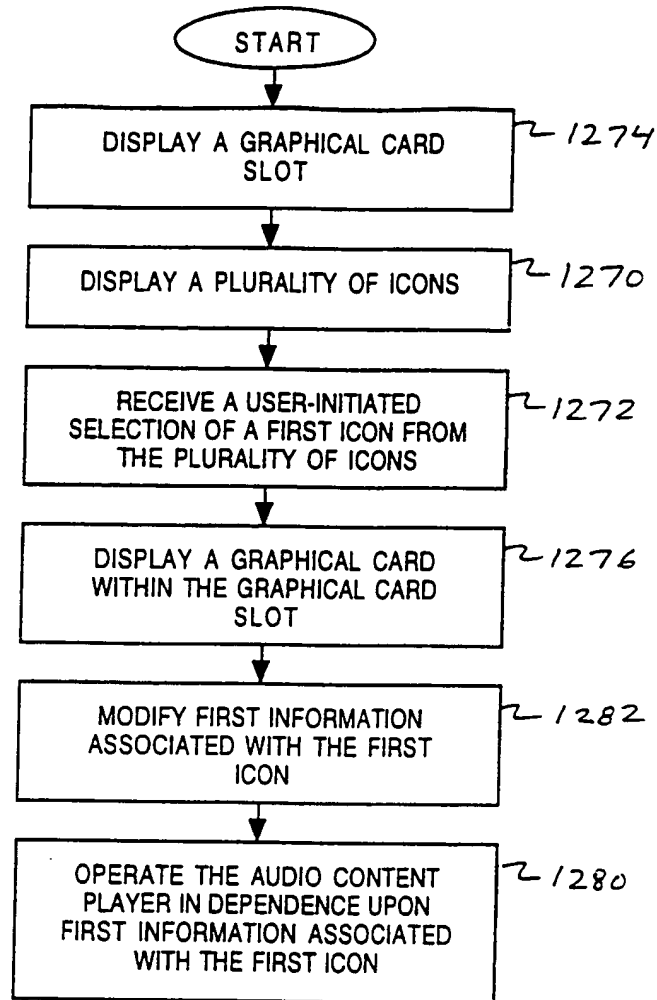 START
DISPLAY A GRAPHICAL CARD
SLOT
1274
DISPLAY A PLURALITY OF ICONS
1270
RECEIVE A USER-INITIATED
SELECTION OF A FIRST ICON FROM
THE PLURALITY OF ICONS
1272
DISPLAY A GRAPHICAL CARD
WITHIN THE GRAPHICAL CARD
SLOT
1276
MODIFY FIRST INFORMATION
ASSOCIATED WITH THE FIRST
ICON
1282
OPERATE THE AUDIO CONTENT
PLAYER IN DEPENDENCE UPON
FIRST INFORMATION ASSOCIATED
WITH THE FIRST ICON
1280